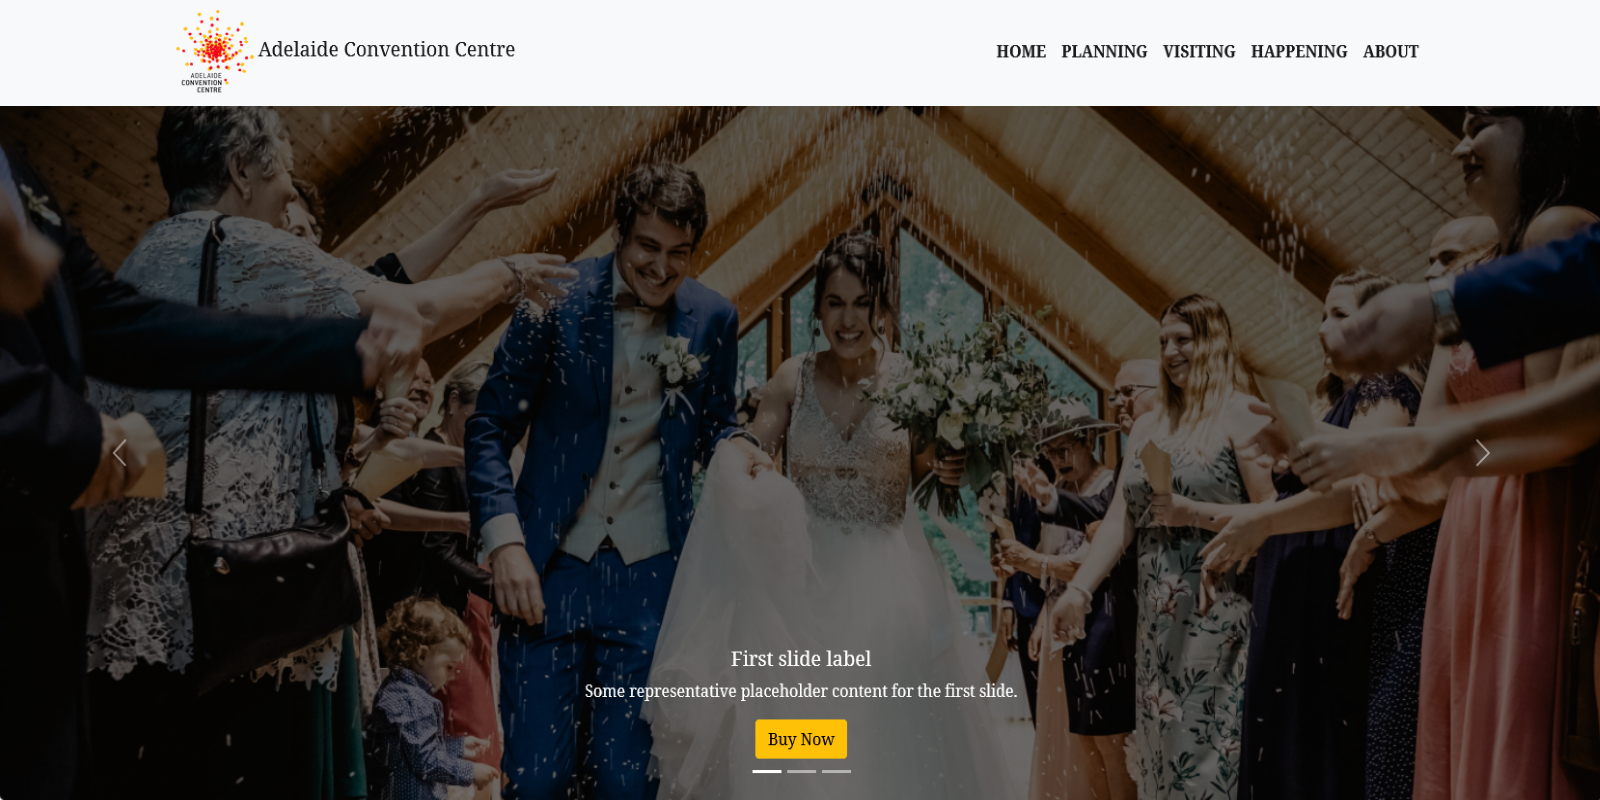 ADELAIDE
CONVENTION
CENTRE
Adelaide Convention Centre
HOME PLANNING VISITING HAPPENING ABOUT
First slide label
Some representative placeholder content for the first slide.
Buy Now